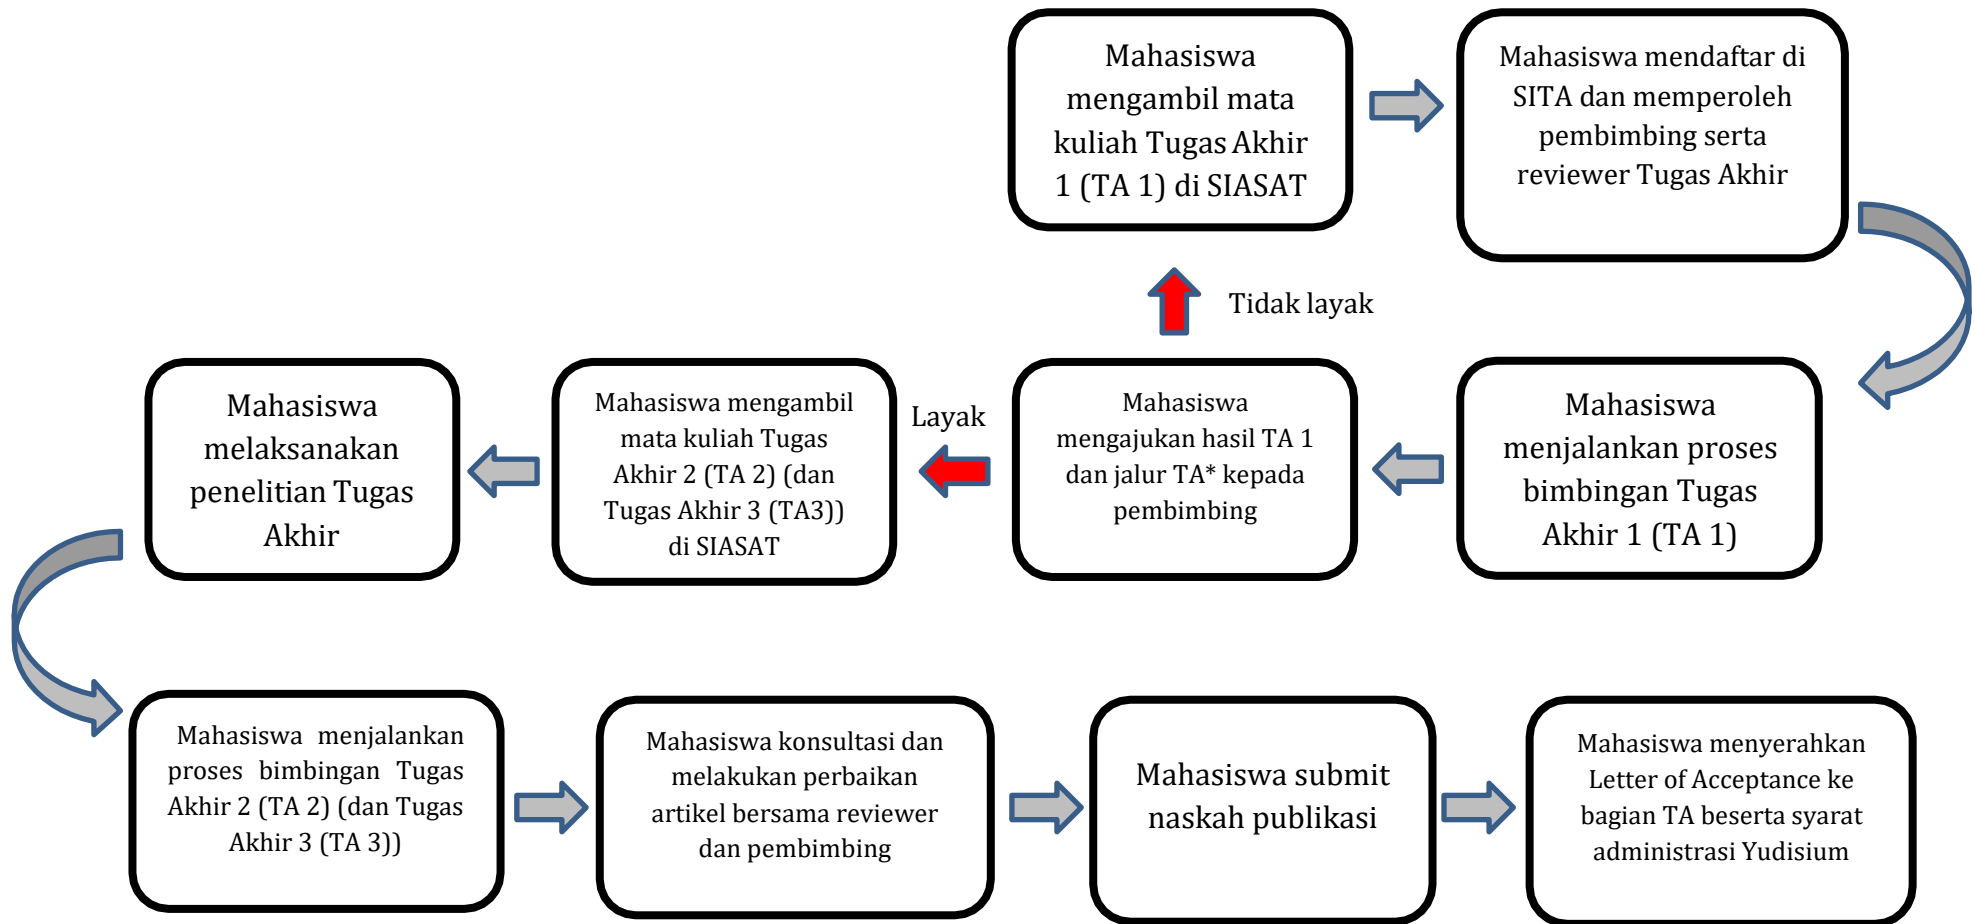 Mahasiswa
mengambil mata
kuliah Tugas Akhir
1 (TA 1) di SIASAT
Mahasiswa mendaftar di
SITA dan memperoleh
pembimbing serta
reviewer Tugas Akhir
Tidak layak
Mahasiswa
menjalankan proses
bimbingan Tugas
Akhir 1 (TA 1)
Mahasiswa
mengajukan hasil TA 1
dan jalur TA* kepada
pembimbing
Layak
Mahasiswa mengambil
mata kuliah Tugas
Akhir 2 (TA 2) (dan
Tugas Akhir 3 (TA3))
di SIASAT
Mahasiswa
melaksanakan
penelitian Tugas
Akhir
Mahasiswa menjalankan
proses bimbingan Tugas
Akhir 2 (TA 2) (dan Tugas
Akhir 3 (TA 3))
Mahasiswa konsultasi dan
melakukan perbaikan
artikel bersama reviewer
dan pembimbing
Mahasiswa submit
naskah publikasi
Mahasiswa menyerahkan
Letter of Acceptance ke
bagian TA beserta syarat
administrasi Yudisium